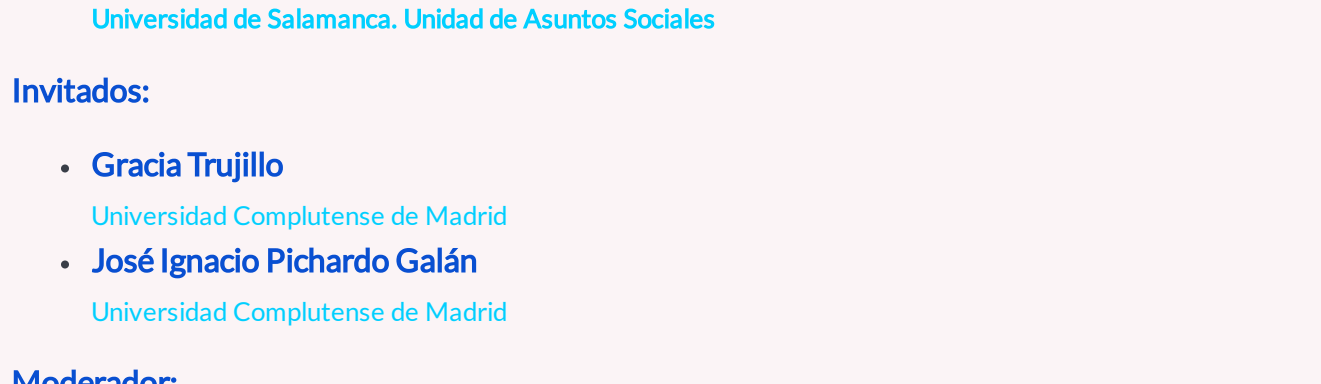 Universidad de Salamanca. Unidad de Asuntos Sociales
Invitados:
Gracia Trujillo
Universidad Complutense de Madrid
José Ignacio Pichardo Galán
Universidad Complutense de Madrid
Moderador: